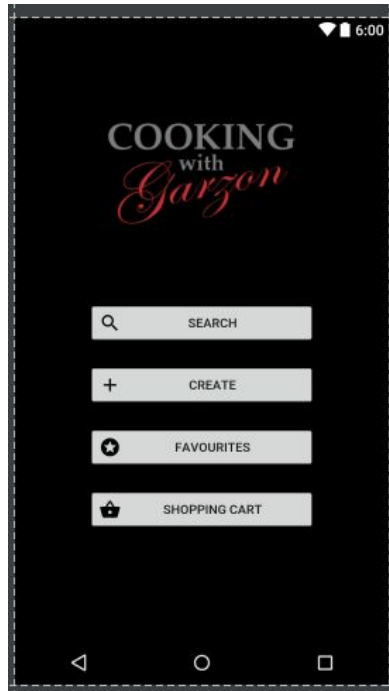 6:00
COOKING
with
Garzon
SEARCH
CREATE
FAVOURITES
SHOPPING CART